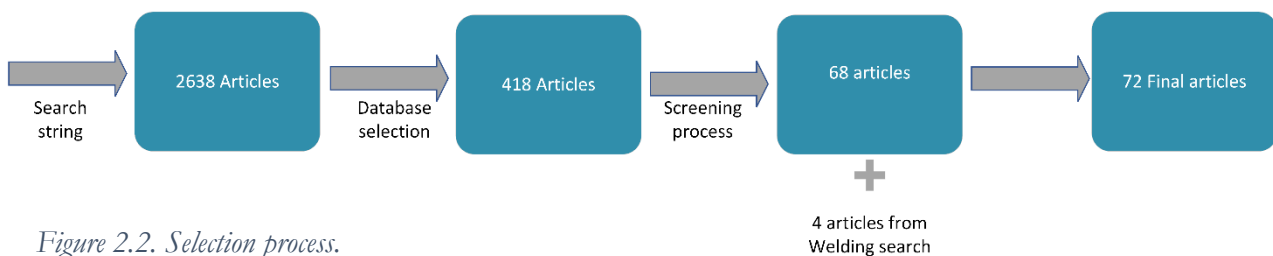 2638 Articles
418 Articles
68 articles
72 Final articles
Search
string
Database
selection
Screening
process
4 articles from
Welding search
Figure 2.2. Selection process.